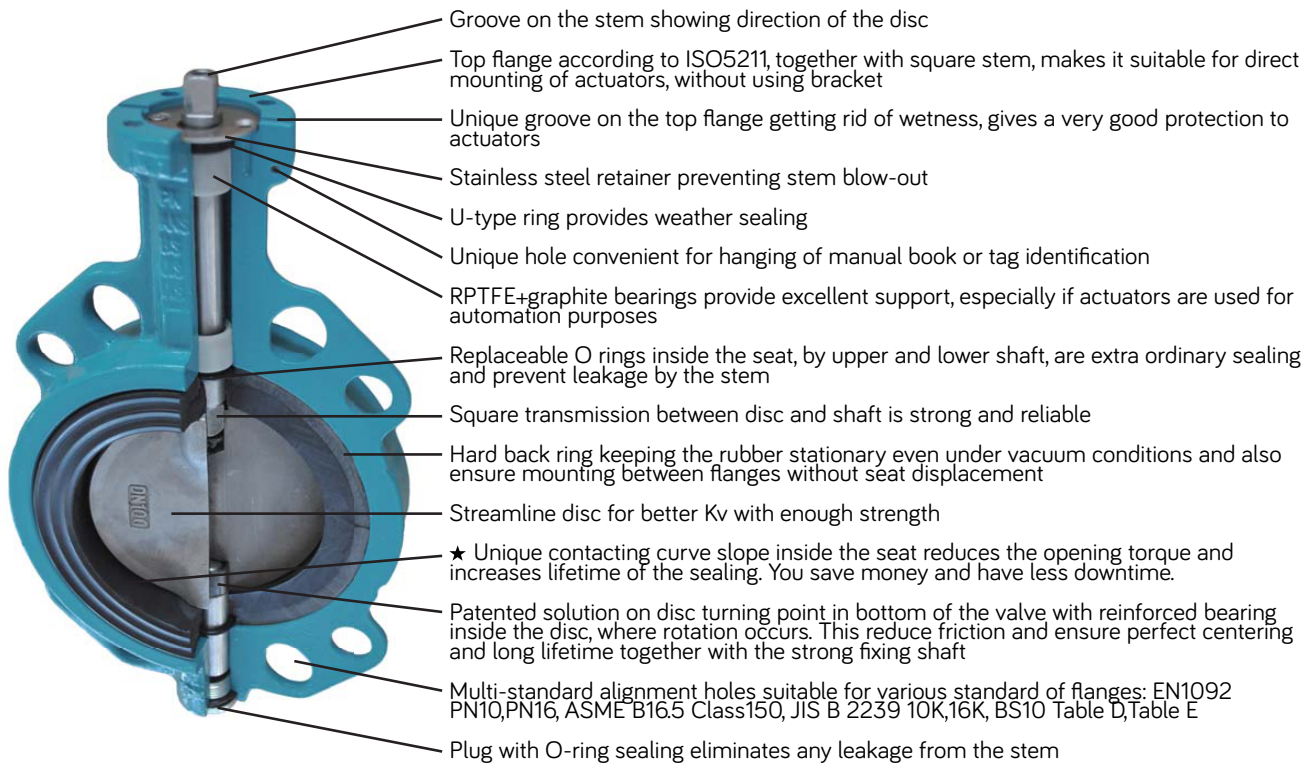 Groove on the stem showing direction of the disc
Top flange according to ISO5211, together with square stem, makes it suitable for direct
mounting of actuators, without using bracket
Unique groove on the top flange getting rid of wetness, gives a very good protection to
actuators
Stainless steel retainer preventing stem blow-out
U-type ring provides weather sealing
Unique hole convenient for hanging of manual book or tag identification
RPTFE+graphite bearings provide excellent support, especially if actuators are used for
automation purposes
Replaceable O rings inside the seat, by upper and lower shaft, are extra ordinary sealing
and prevent leakage by the stem
Square transmission between disc and shaft is strong and reliable
Hard back ring keeping the rubber stationary even under vacuum conditions and also
ensure mounting between flanges without seat displacement
Streamline disc for better Kv with enough strength
★ Unique contacting curve slope inside the seat reduces the opening torque and
increases lifetime of the sealing. You save money and have less downtime.
Patented solution on disc turning point in bottom of the valve with reinforced bearing
inside the disc, where rotation occurs. This reduce friction and ensure perfect centering
and long lifetime together with the strong fixing shaft
Multi-standard alignment holes suitable for various standard of flanges: EN1092
PN10,PN16, ASME B16.5 Class150, JIS B 2239 10K,16K, BS10 Table D,Table E
Plug with O-ring sealing eliminates any leakage from the stem